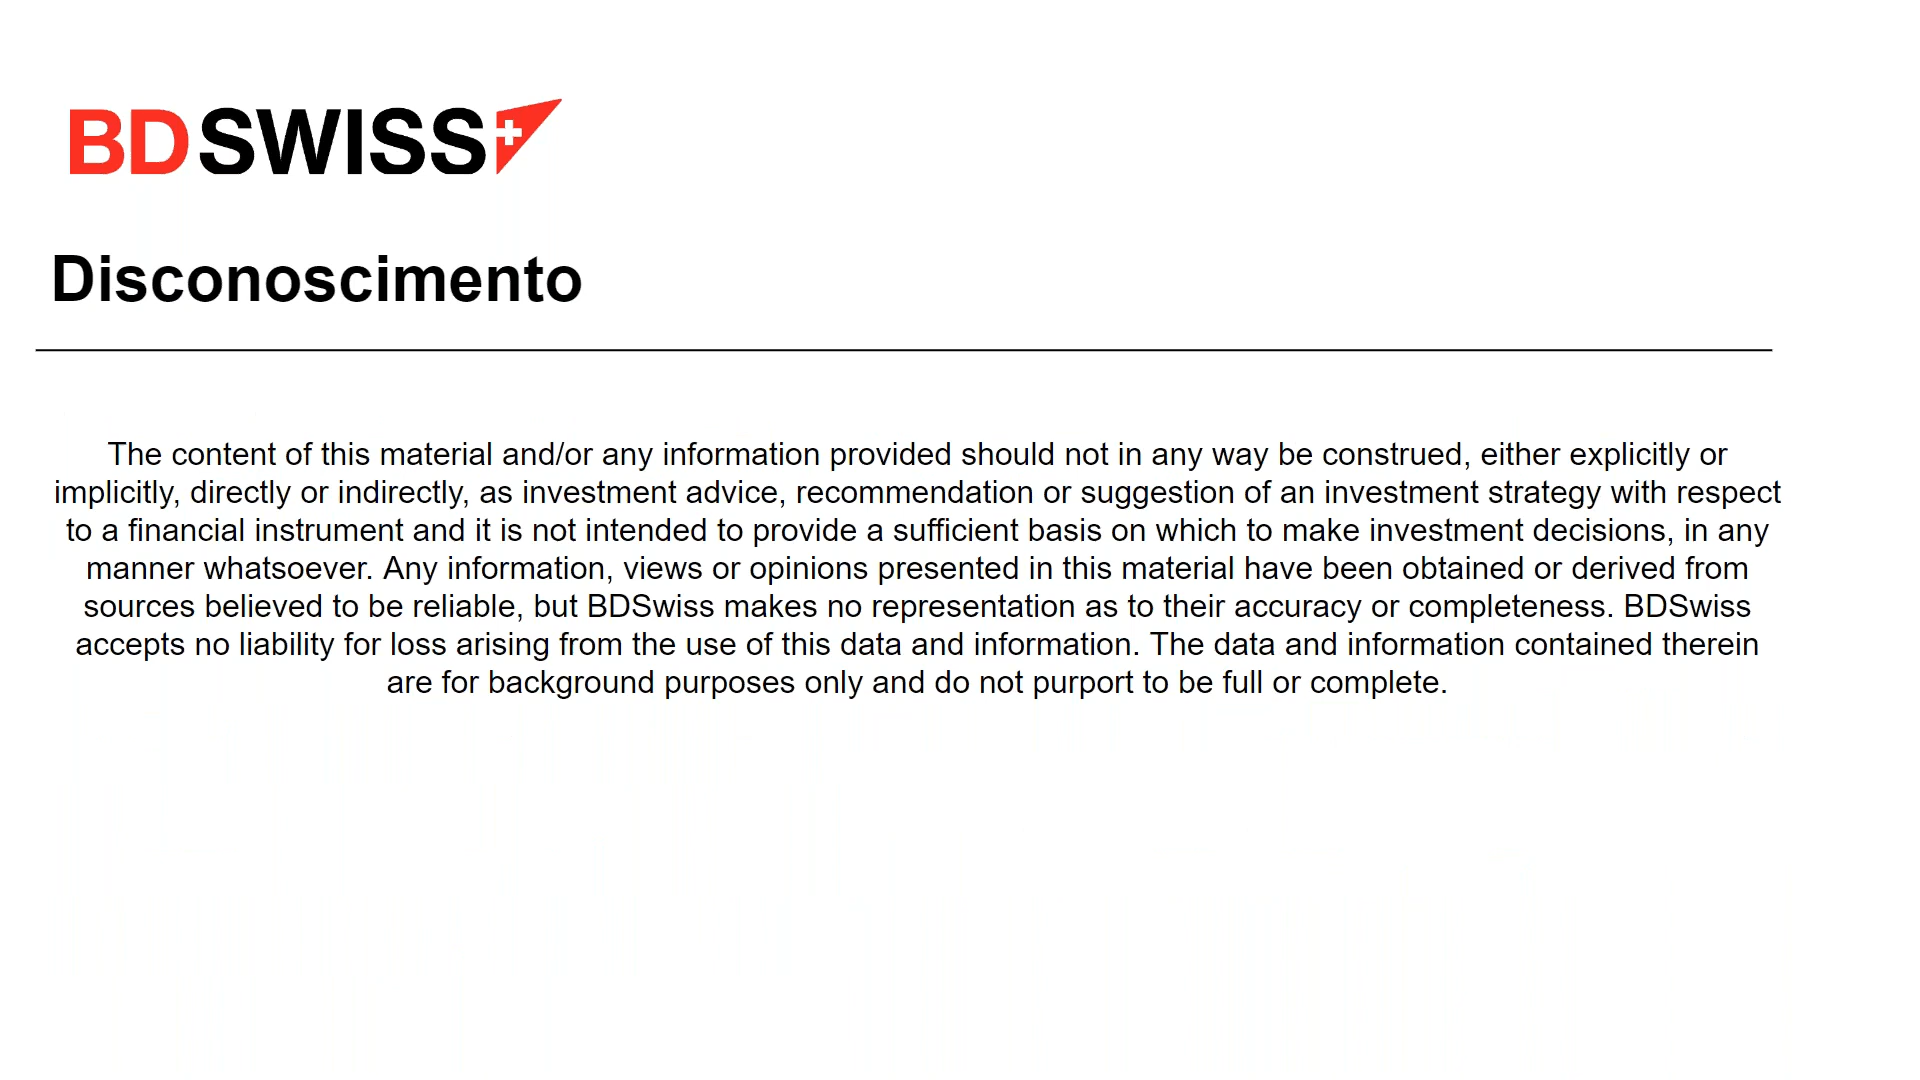 BDSWISS
Disconoscimento
The content of this material and/or any information provided should not in any way be construed, either explicitly or
implicitly, directly or indirectly, as investment advice, recommendation or suggestion of an investment strategy with respect
to a financial instrument and it is not intended to provide a sufficient basis on which to make investment decisions, in any
manner whatsoever. Any information, views or opinions presented in this material have been obtained or derived from
sources believed to be reliable, but BDSwiss makes no representation as to their accuracy or completeness. BDSwiss
accepts no liability for loss arising from the use of this data and information. The data and information contained therein
are for background purposes only and do not purport to be full or complete.